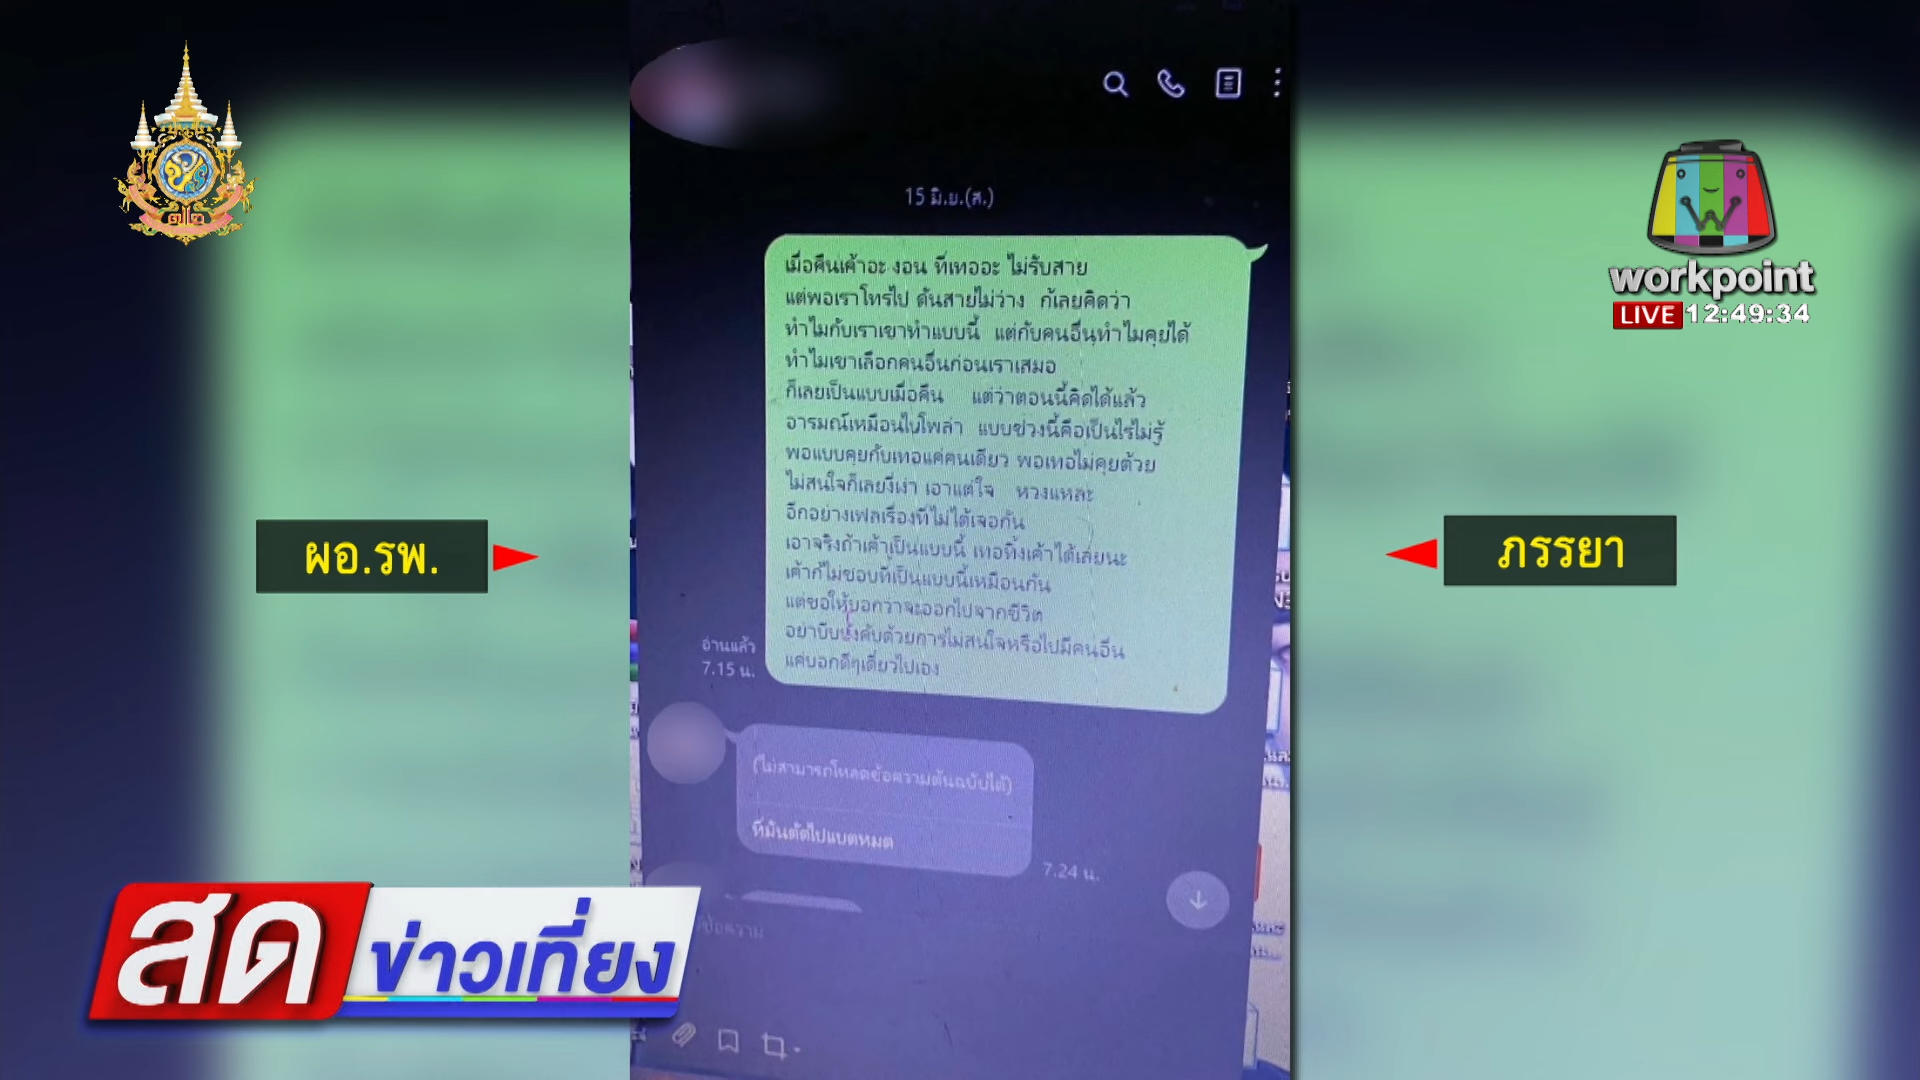 ๗๒
workpoint
LIVE 12:49:34
15 มิ.ย.(ส.)
เมื่อคืนเค้าอะ งอน ที่เทออะ ไม่รับสาย
แต่พอเราโทรไป ดันสายไม่ว่าง ก้เลยคิดว่า
ทำไมกับเราเขาทำแบบนี้ แต่กับคนอื่นทำไมคุยได้
ทำไมเขาเลือกคนอื่นก่อนเราเสมอ
ก็เลยเป็นแบบเมื่อคืน แต่ว่าตอนนี้คิดได้แล้ว
อารมณ์เหมือนไบโพล่า แบบช่วงนี้คือเป็นไรไม่รู้
พอแบบคุยกับเทอแค่คนเดียว พอเทอไม่คุยด้วย
ไม่สนใจก็เลยงี่เง่า เอาแต่ใจ หวงแหละ
อีกอย่างเฟลเรื่องที่ไม่ได้เจอกัน
เอาจริงถ้าเค้าเป็นแบบนี้ เทอทิ้งเค้าได้เลยนะ
เค้าก้ไม่ชอบที่เป็นแบบนี้เหมือนกัน
แต่ขอให้บอกว่าจะออกไปจากชีวิต
อย่าบีบบังคับด้วยการไม่สนใจหรือไปมีคนอื่น
แค่บอกดีๆเดี่ยวไปเอง
อ่านแล้ว
7.15 น.
ผอ.รพ.
ภรรยา
(ไม่สามารถโหลดข้อความต้นฉบับได้)
ที่มันตัดไปแบตหมด
7.24 น.
ข้อความ
สด
ข่าวเที่ยง